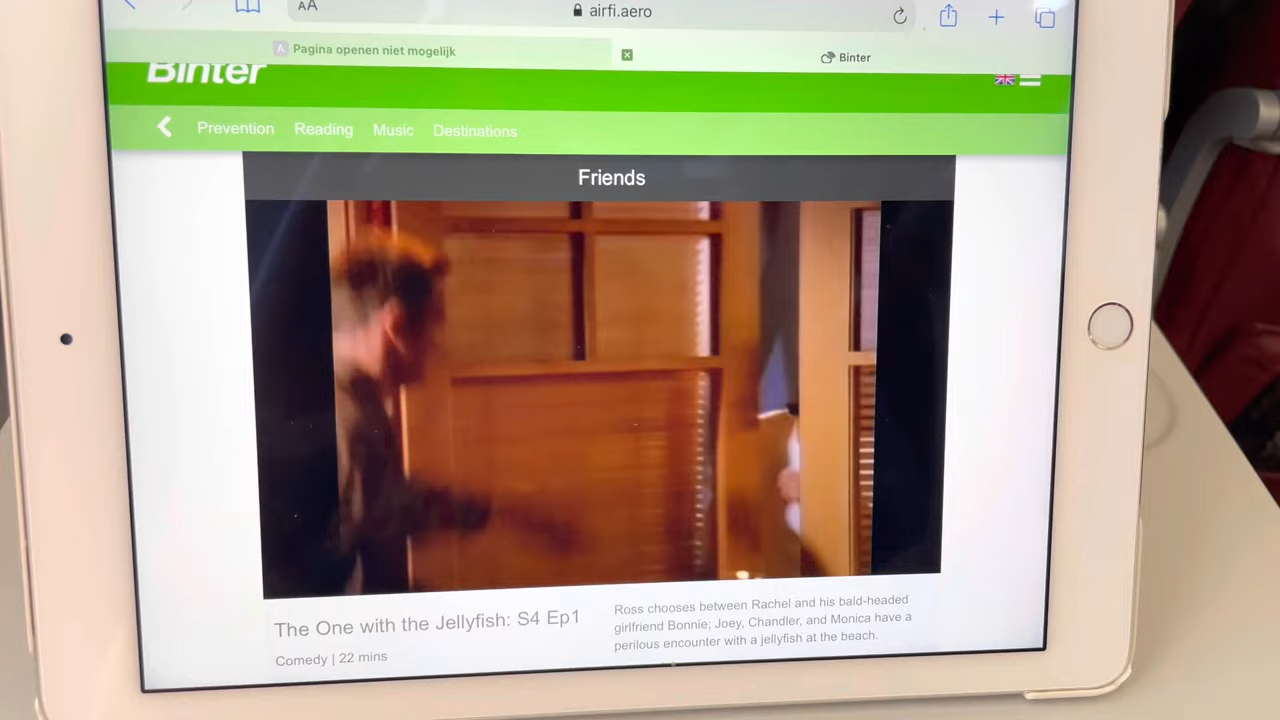 AA
airfi.aero
A Pagina openen niet mogelijk
Binter
Binter
Prevention Reading Music Destinations
Friends
The One with the Jellyfish: S4 Ep1
Comedy | 22 mins
Ross chooses between Rachel and his bald-headed
girlfriend Bonnie; Joey, Chandler, and Monica have a
perilous encounter with a jellyfish at the beach.